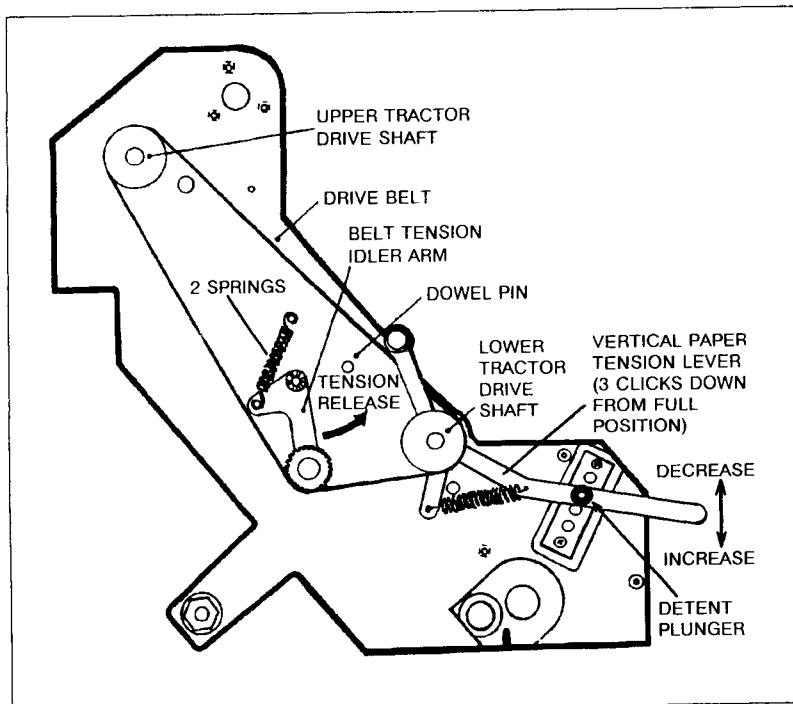 UPPER TRACTOR
DRIVE SHAFT
DRIVE BELT
BELT TENSION
IDLER ARM
2 SPRINGS
DOWEL PIN
TENSION
RELEASE
LOWER
TRACTOR
DRIVE
SHAFT
VERTICAL PAPER
TENSION LEVER
(3 CLICKS DOWN
FROM FULL
POSITION)
DECREASE
INCREASE
DETENT
PLUNGER